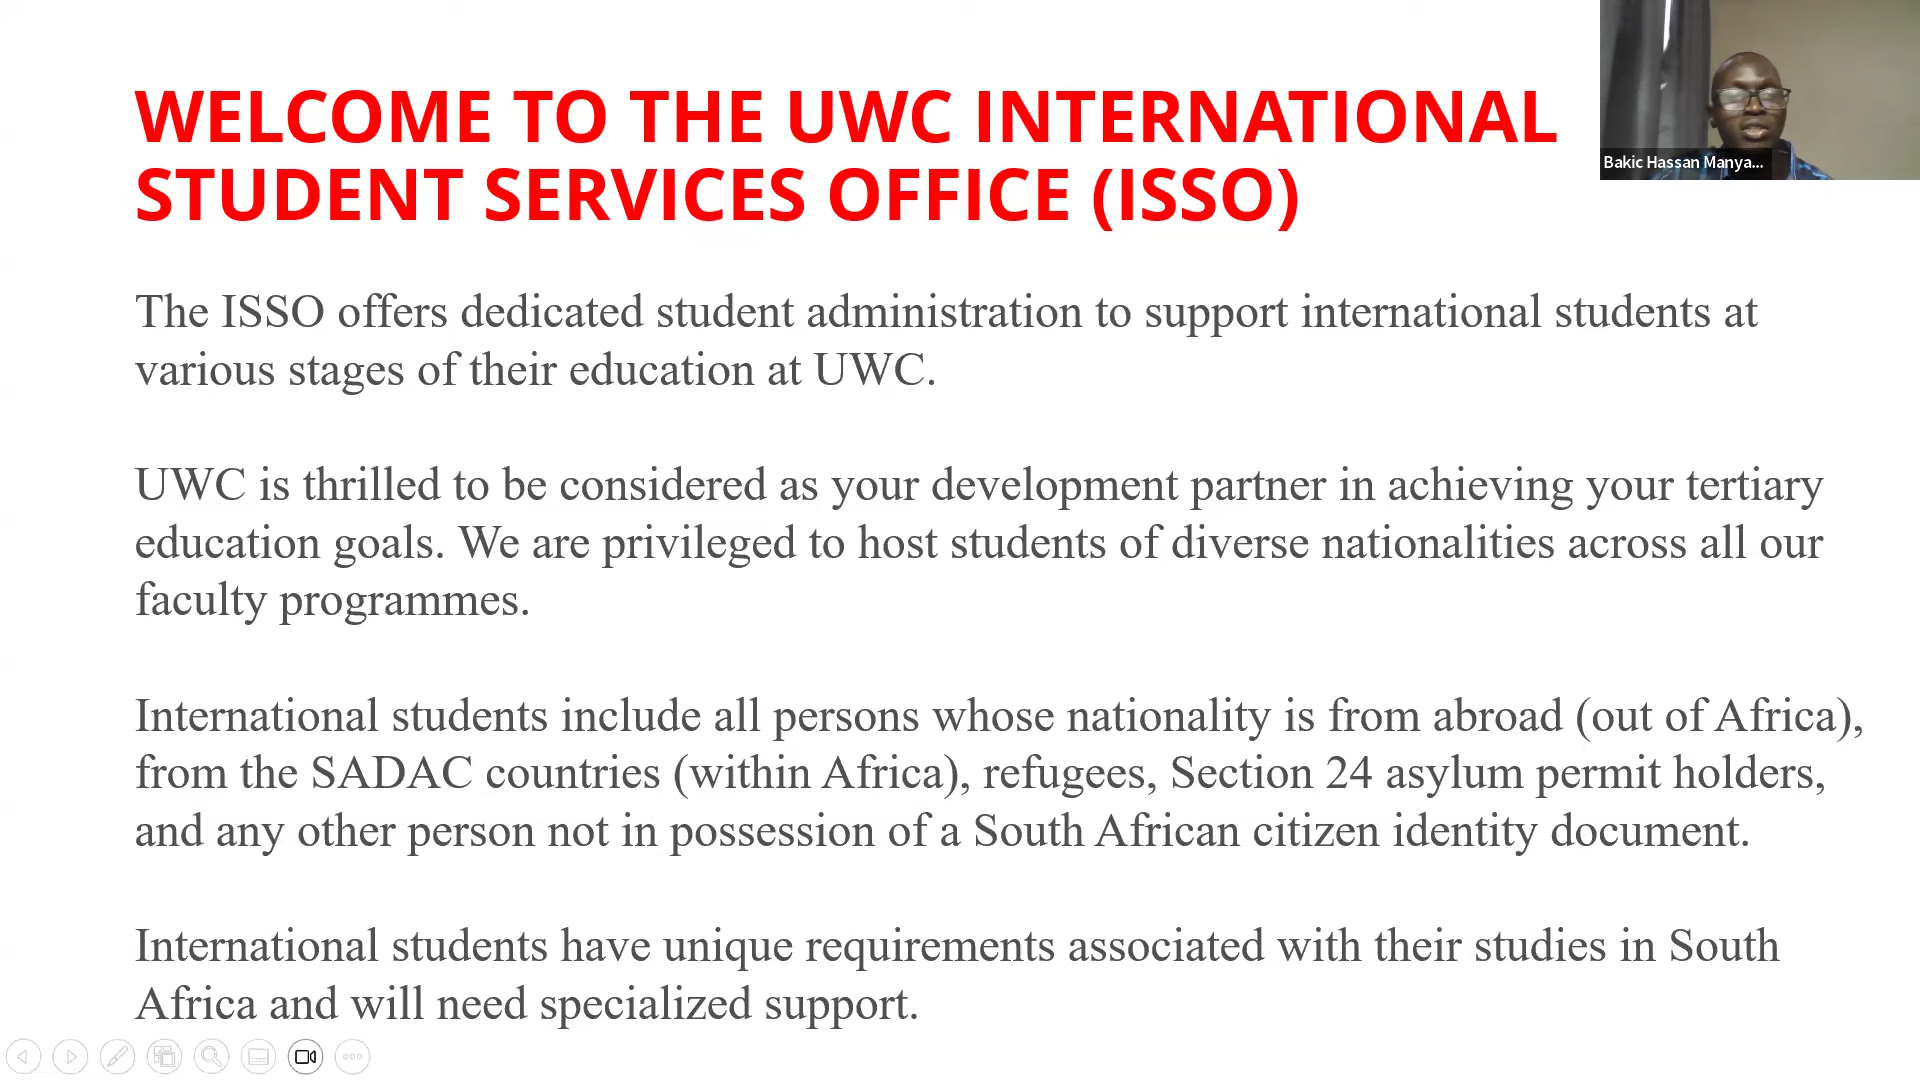 WELCOME TO THE UWC INTERNATIONAL
STUDENT SERVICES OFFICE (ISSO)
Bakic Hassan Manya...
The ISSO offers dedicated student administration to support international students at
various stages of their education at UWC.
UWC is thrilled to be considered as your development partner in achieving your tertiary
education goals. We are privileged to host students of diverse nationalities across all our
faculty programmes.
International students include all persons whose nationality is from abroad (out of Africa),
from the SADAC countries (within Africa), refugees, Section 24 asylum permit holders,
and any other person not in possession of a South African citizen identity document.
International students have unique requirements associated with their studies in South
Africa and will need specialized support.